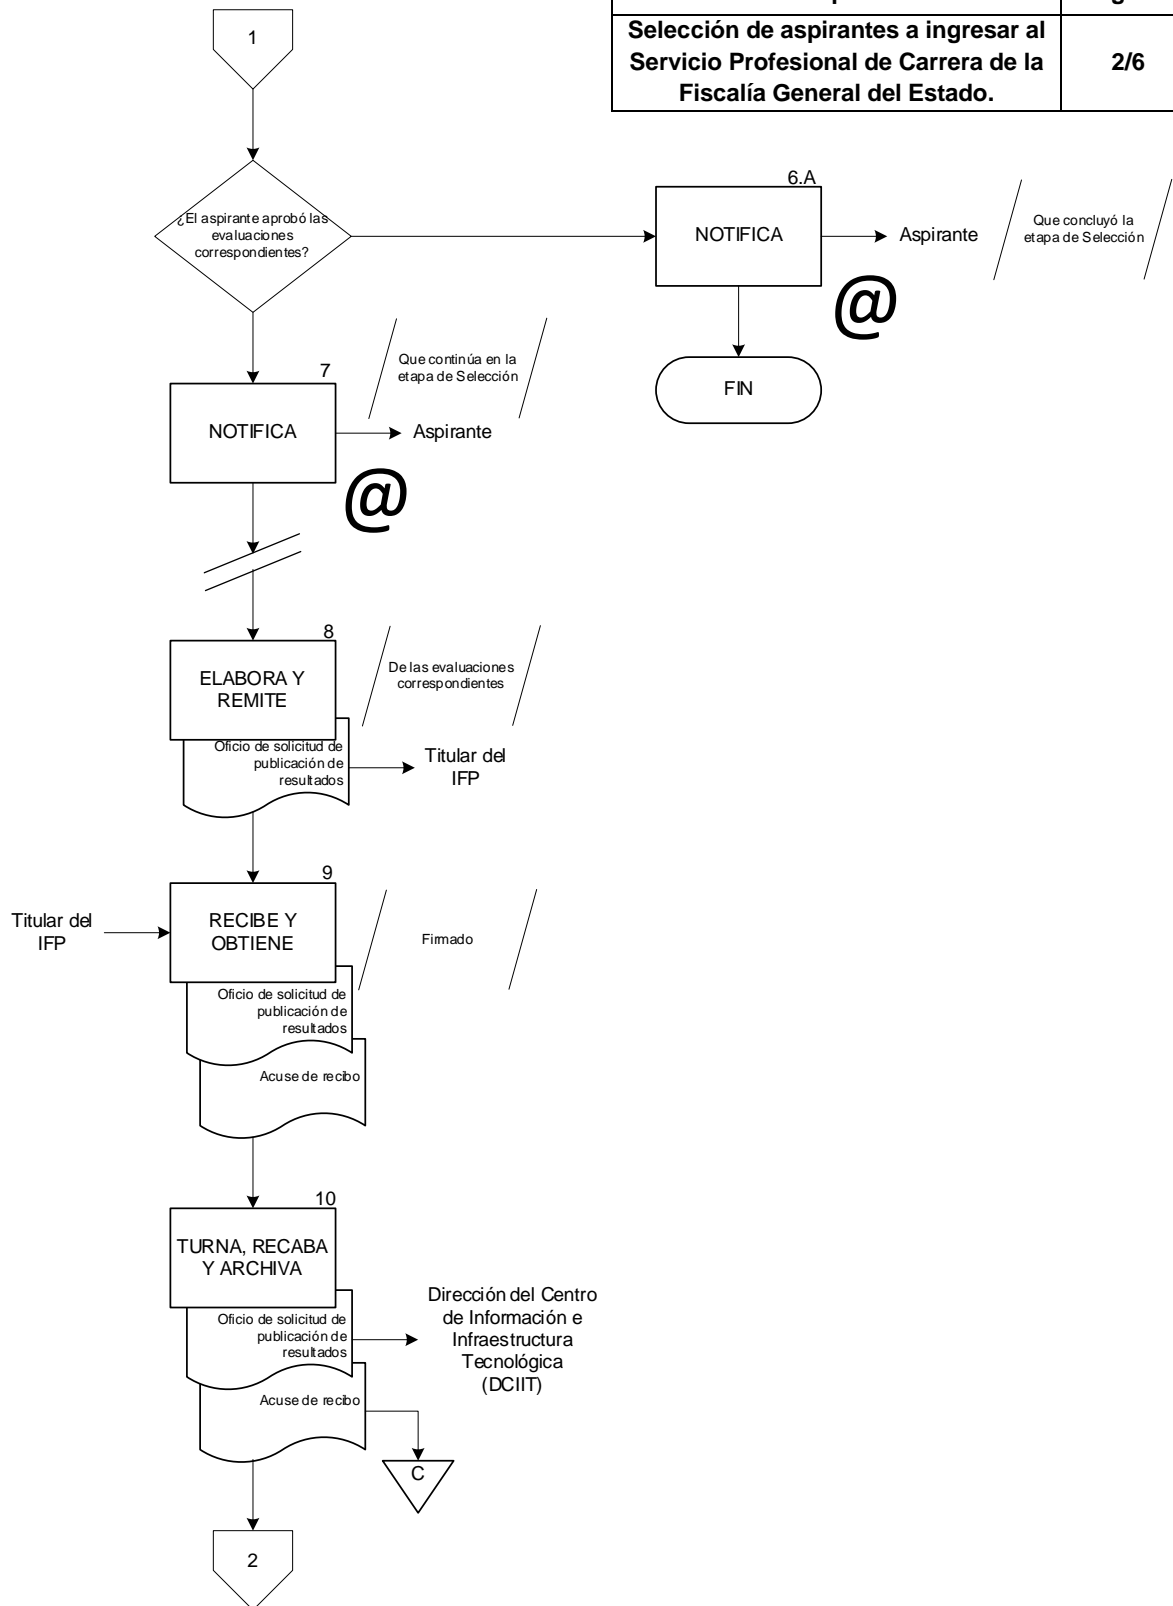 Selección de aspirantes a ingresar al
Servicio Profesional de Carrera de la
Fiscalía General del Estado.
2/6
1
¿El aspirante aprobó las
evaluaciones
correspondientes?
6.A
NOTIFICA
Aspirante
Que concluyó la
etapa de Selección
@
FIN
7
NOTIFICA
Que continúa en la
etapa de Selección
Aspirante
@
8
ELABORA Y
REMITE
De las evaluaciones
correspondientes
Oficio de solicitud de
publicación de
resultados
Titular del
IFP
9
Titular del
IFP
RECIBE Y
OBTIENE
Firmado
Oficio de solicitud de
publicación de
resultados
Acuse de recibo
10
TURNA, RECABA
Y ARCHIVA
Oficio de solicitud de
publicación de
resultados
Dirección del Centro
de Información e
Infraestructura
Tecnológica
(DCIIT)
Acuse de recibo
C
2